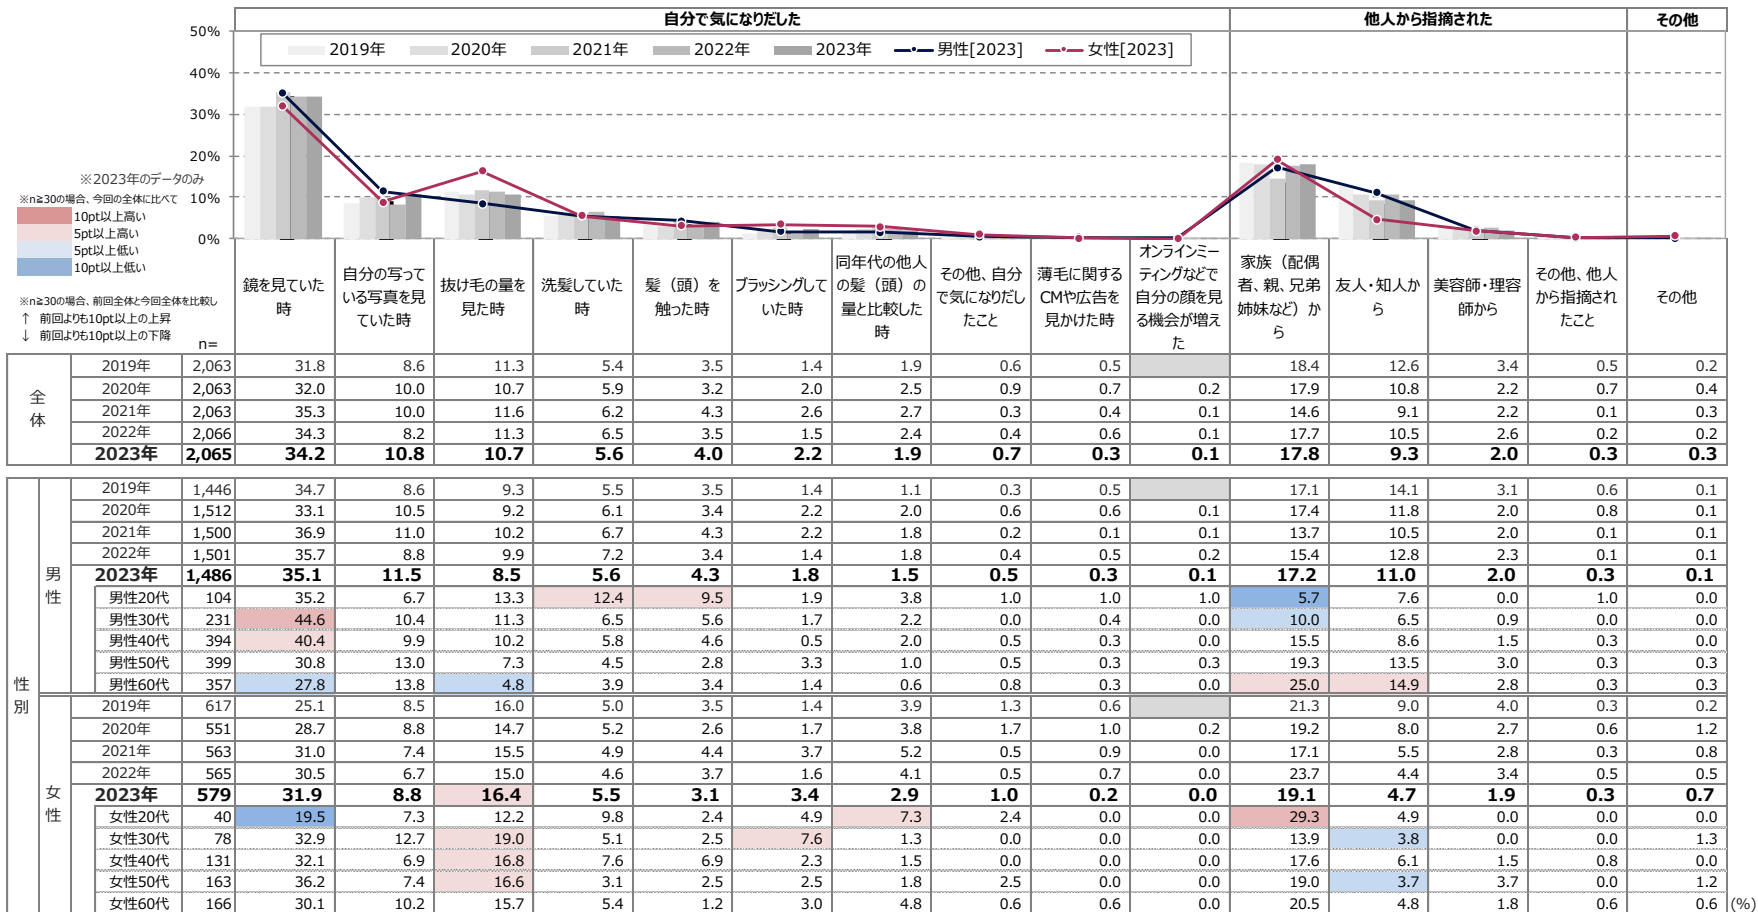 自分で気になりだした 他人から指摘された その他
50%
2019年 2020年 2021年 2022年 2023年 男性[2023] 女性[2023]
40%
30%
20%
10%
0%
※2023年のデータのみ
※n≧30の場合、今回の全体に比べて
10pt以上高い
5pt以上高い
5pt以上低い
10pt以上低い
※n≧30の場合、前回全体と今回全体を比較し
↑ 前回よりも10pt以上の上昇
↓ 前回よりも10pt以上の下降
n=
鏡を見ていた
時
自分の写って
いる写真を見
ていた時
抜け毛の量を
見た時
洗髪していた
時
髪（頭）を
触った時
ブラッシングして
いた時
同年代の他人
の髪（頭）の
量と比較した
時
その他、自分
で気になりだし
たこと
薄毛に関する
CMや広告を
見かけた時
オンラインミー
ティングなどで
自分の顔を見
る機会が増え
た
家族（配偶
者、親、兄弟
姉妹など）か
ら
友人・知人か
ら
美容師・理容
師から
その他、他人
から指摘され
たこと
その他
全体
2019年 2,063 31.8 8.6 11.3 5.4 3.5 1.4 1.9 0.6 0.5 18.4 12.6 3.4 0.5 0.2
2020年 2,063 32.0 10.0 10.7 5.9 3.2 2.0 2.5 0.9 0.7 0.2 17.9 10.8 2.2 0.7 0.4
2021年 2,063 35.3 10.0 11.6 6.2 4.3 2.6 2.7 0.3 0.4 0.1 14.6 9.1 2.2 0.1 0.3
2022年 2,066 34.3 8.2 11.3 6.5 3.5 1.5 2.4 0.4 0.6 0.1 17.7 10.5 2.6 0.2 0.2
2023年 2,065 34.2 10.8 10.7 5.6 4.0 2.2 1.9 0.7 0.3 0.1 17.8 9.3 2.0 0.3 0.3
性別
男性
2019年 1,446 34.7 8.6 9.3 5.5 3.5 1.4 1.1 0.3 0.5 17.1 14.1 3.1 0.6 0.1
2020年 1,512 33.1 10.5 9.2 6.1 3.4 2.2 2.0 0.6 0.6 0.1 17.4 11.8 2.0 0.8 0.1
2021年 1,500 36.9 11.0 10.2 6.7 4.3 2.2 1.8 0.2 0.1 0.1 13.7 10.5 2.0 0.1 0.1
2022年 1,501 35.7 8.8 9.9 7.2 3.4 1.4 1.8 0.4 0.5 0.2 15.4 12.8 2.3 0.1 0.1
2023年 1,486 35.1 11.5 8.5 5.6 4.3 1.8 1.5 0.5 0.3 0.1 17.2 11.0 2.0 0.3 0.1
男性20代 104 35.2 6.7 13.3 12.4 9.5 1.9 3.8 1.0 1.0 1.0 5.7 7.6 0.0 1.0 0.0
男性30代 231 44.6 10.4 11.3 6.5 5.6 1.7 2.2 0.0 0.4 0.0 10.0 6.5 0.9 0.0 0.0
男性40代 394 40.4 9.9 10.2 5.8 4.6 0.5 2.0 0.5 0.3 0.0 15.5 8.6 1.5 0.3 0.0
男性50代 399 30.8 13.0 7.3 4.5 2.8 3.3 1.0 0.5 0.3 0.3 19.3 13.5 3.0 0.3 0.3
男性60代 357 27.8 13.8 4.8 3.9 3.4 1.4 0.6 0.8 0.3 0.0 25.0 14.9 2.8 0.3 0.3
女性
2019年 617 25.1 8.5 16.0 5.0 3.5 1.4 3.9 1.3 0.6 21.3 9.0 4.0 0.3 0.2
2020年 551 28.7 8.8 14.7 5.2 2.6 1.7 3.8 1.7 1.0 0.2 19.2 8.0 2.7 0.6 1.2
2021年 563 31.0 7.4 15.5 4.9 4.4 3.7 5.2 0.5 0.9 0.0 17.1 5.5 2.8 0.3 0.8
2022年 565 30.5 6.7 15.0 4.6 3.7 1.6 4.1 0.5 0.7 0.0 23.7 4.4 3.4 0.5 0.5
2023年 579 31.9 8.8 16.4 5.5 3.1 3.4 2.9 1.0 0.2 0.0 19.1 4.7 1.9 0.3 0.7
女性20代 40 19.5 7.3 12.2 9.8 2.4 4.9 7.3 2.4 0.0 0.0 29.3 4.9 0.0 0.0 0.0
女性30代 78 32.9 12.7 19.0 5.1 2.5 7.6 1.3 0.0 0.0 0.0 13.9 3.8 0.0 0.0 1.3
女性40代 131 32.1 6.9 16.8 7.6 6.9 2.3 1.5 0.0 0.0 0.0 17.6 6.1 1.5 0.8 0.0
女性50代 163 36.2 7.4 16.6 3.1 2.5 2.5 1.8 2.5 0.0 0.0 19.0 3.7 3.7 0.0 1.2
女性60代 166 30.1 10.2 15.7 5.4 1.2 3.0 4.8 0.6 0.6 0.0 20.5 4.8 1.8 0.6 0.6 (%)